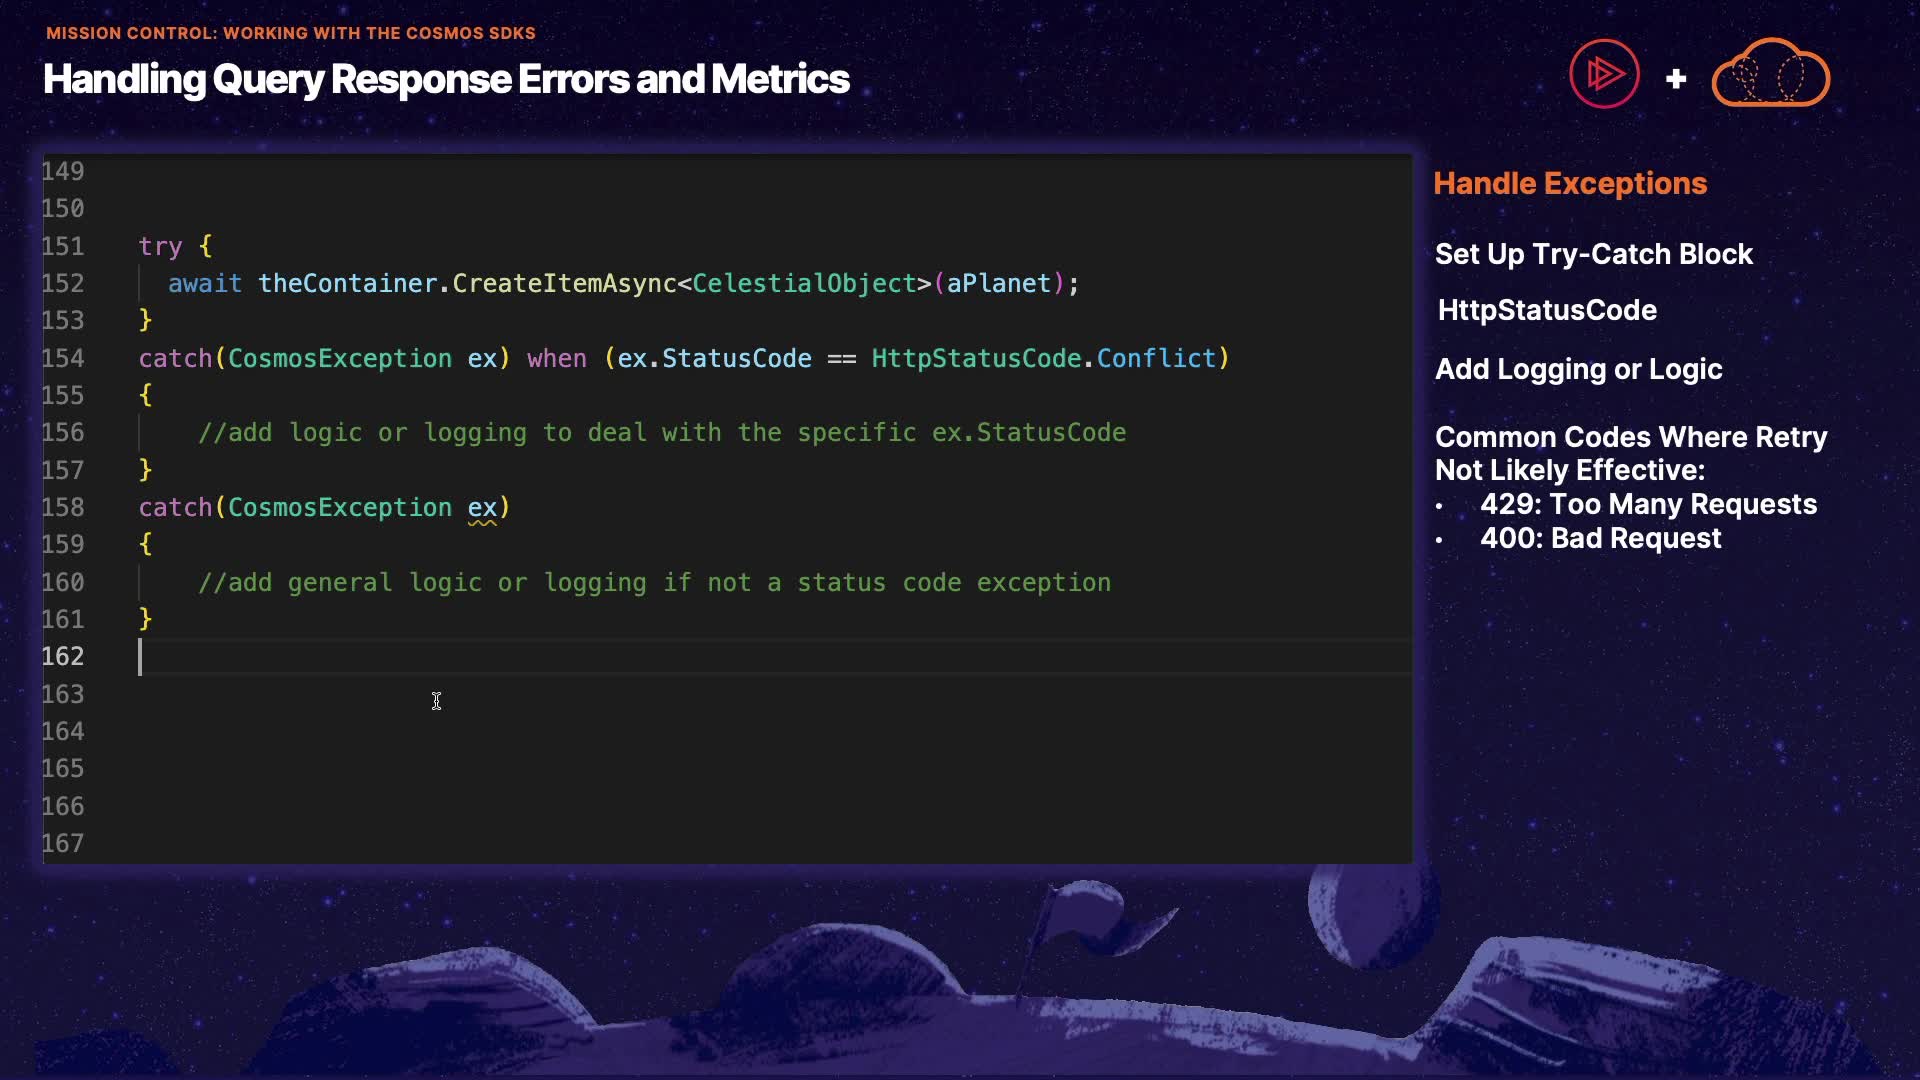 MISSION CONTROL: WORKING WITH THE COSMOS SDKS
Handling Query Response Errors and Metrics
+
149
150
151 try {
152 await theContainer.CreateItemAsync<CelestialObject>(aPlanet);
153 }
154 catch(CosmosException ex) when (ex.StatusCode == HttpStatusCode.Conflict)
155 {
156 //add logic or logging to deal with the specific ex.StatusCode
157 }
158 catch(CosmosException ex)
159 {
160 //add general logic or logging if not a status code exception
161 }
162
163
164
165
166
167
Handle Exceptions
Set Up Try-Catch Block
HttpStatusCode
Add Logging or Logic
Common Codes Where Retry
Not Likely Effective:
• 429: Too Many Requests
• 400: Bad Request